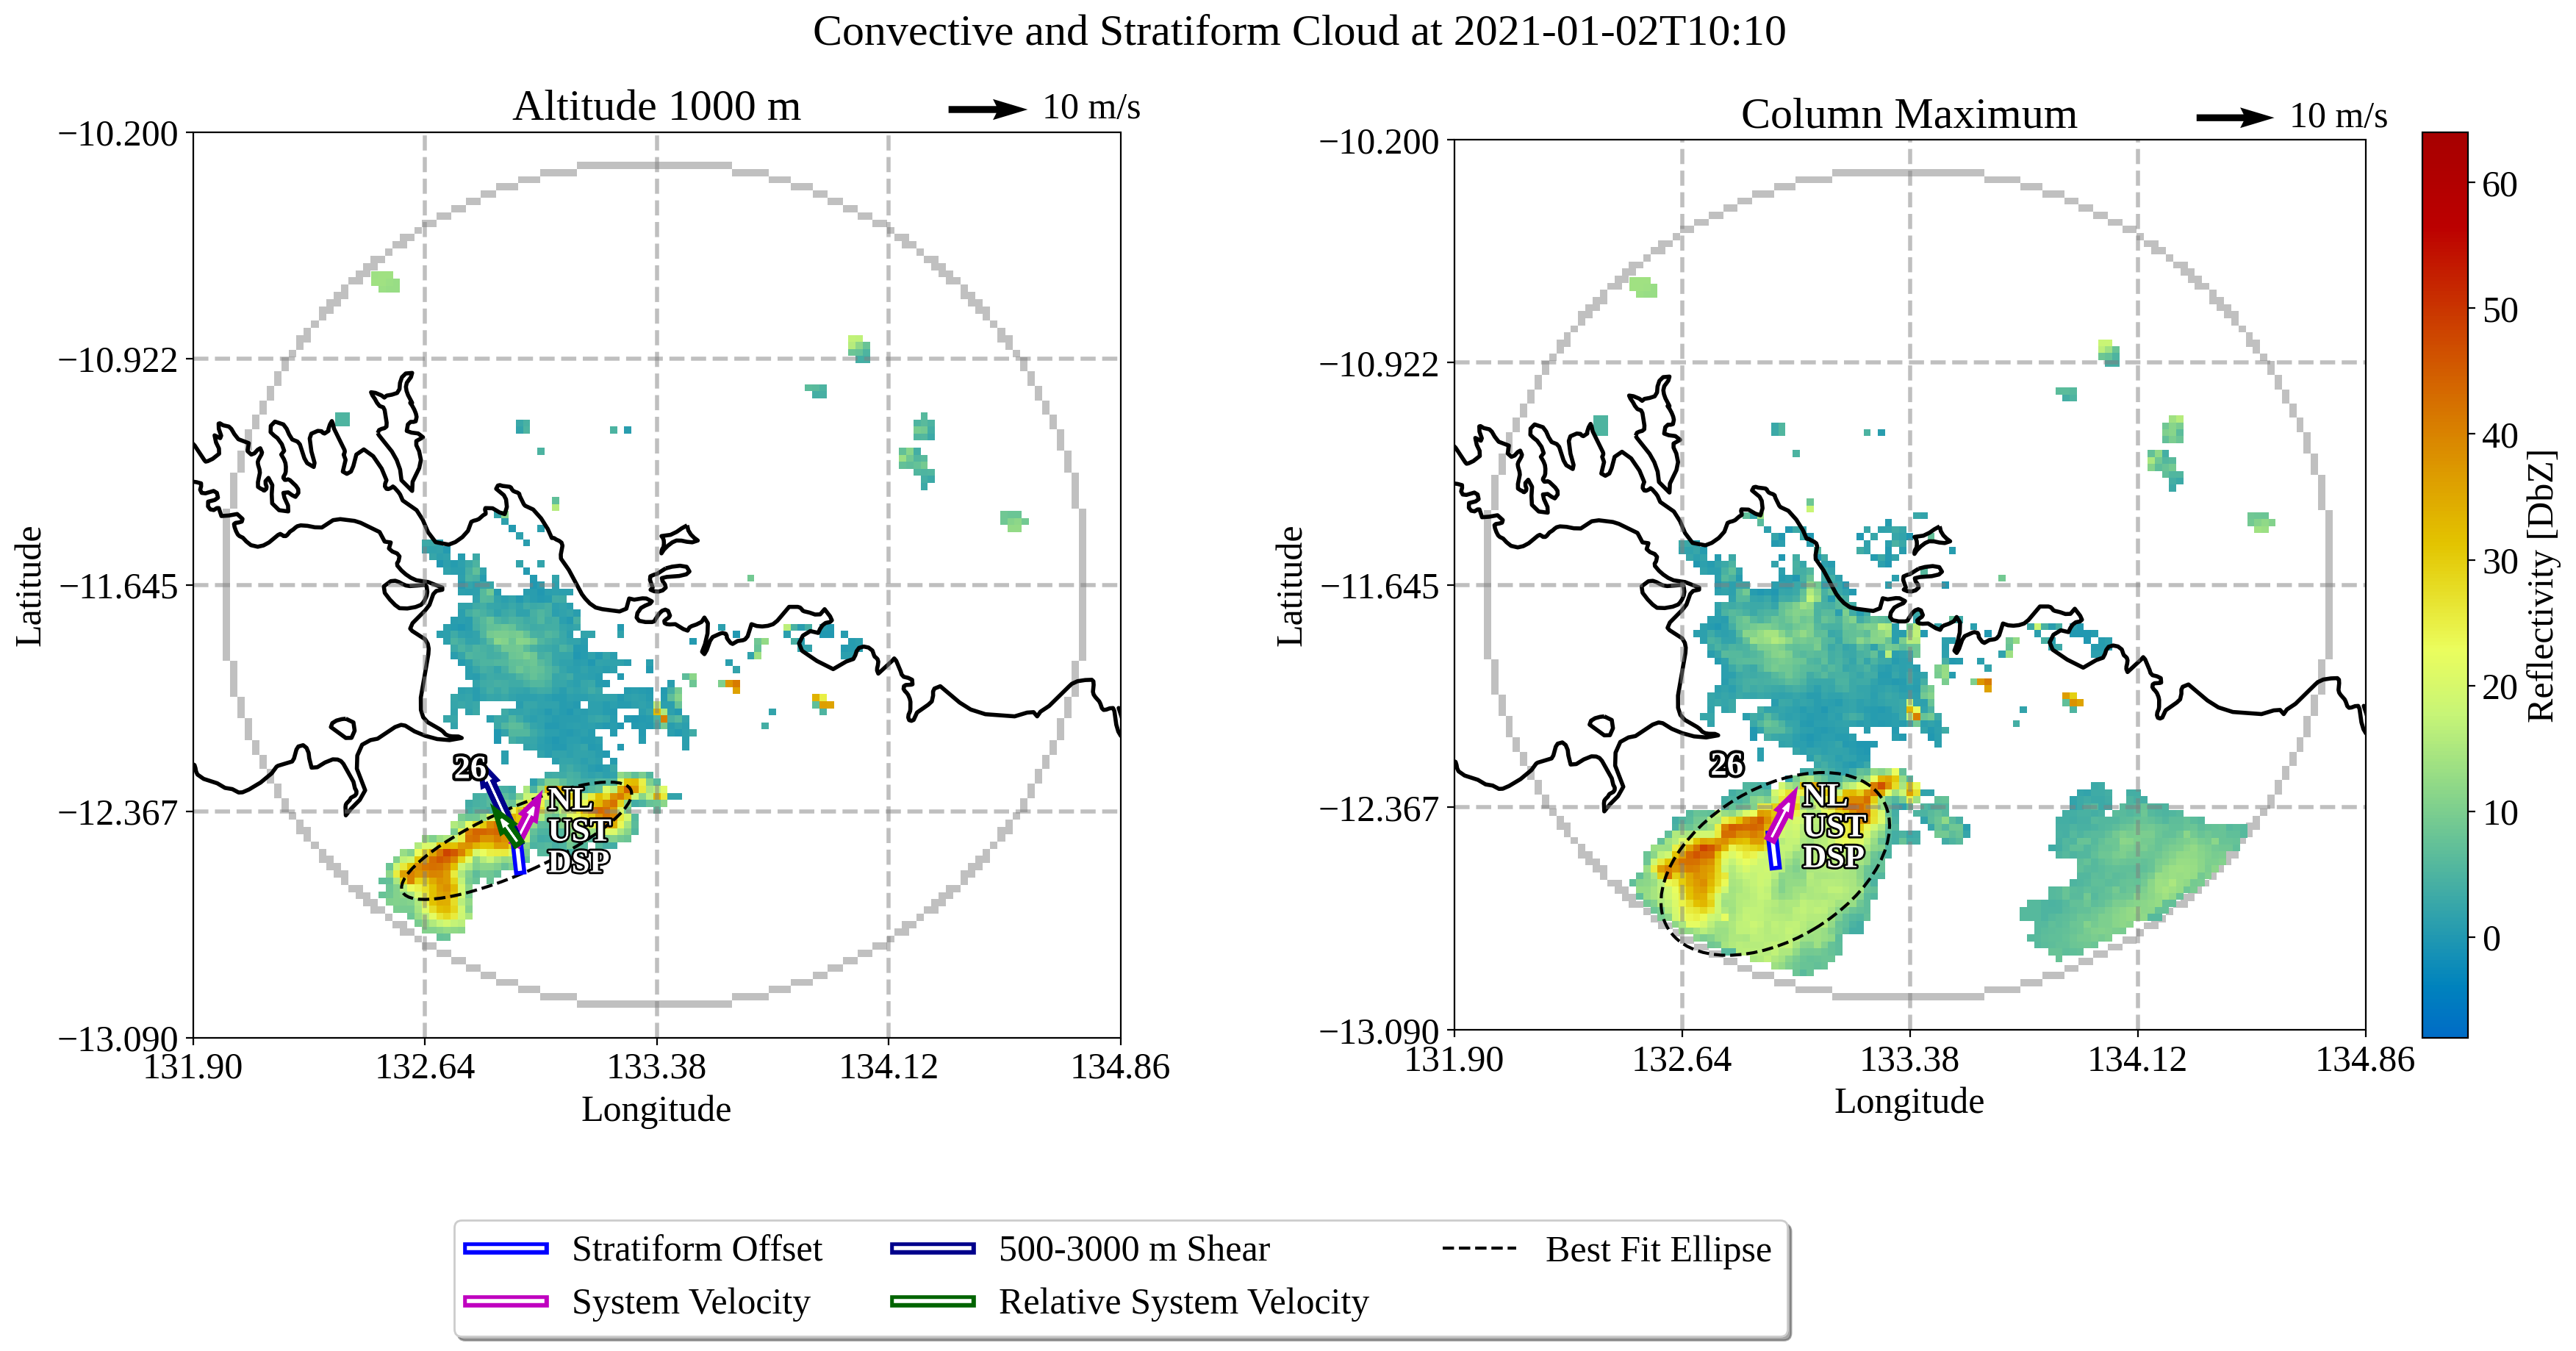 Convective and Stratiform Cloud at 2021-01-02T10:10
Altitude 1000 m
10 m/s
−10.200
−10.922
−11.645
−12.367
−13.090
Latitude
131.90
132.64
133.38
134.12
134.86
Longitude
26
NL
UST
DSP
Column Maximum
10 m/s
−10.200
−10.922
−11.645
−12.367
−13.090
Latitude
131.90
132.64
133.38
134.12
134.86
Longitude
26
NL
UST
DSP
60
50
40
30
20
10
0
Reflectivity [DbZ]
Stratiform Offset
System Velocity
500-3000 m Shear
Relative System Velocity
Best Fit Ellipse